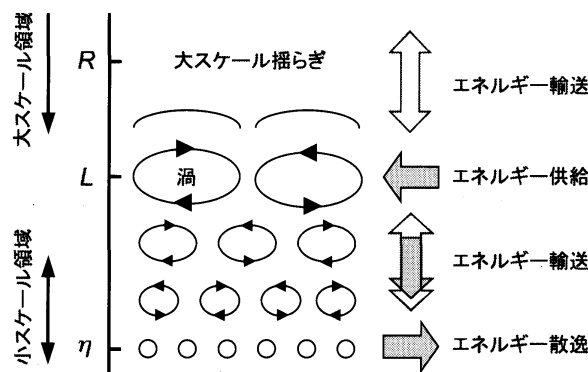 大スケール領域
R
大スケール揺らぎ
エネルギー輸送
L
渦
エネルギー供給
小スケール領域
エネルギー輸送
η
エネルギー散逸